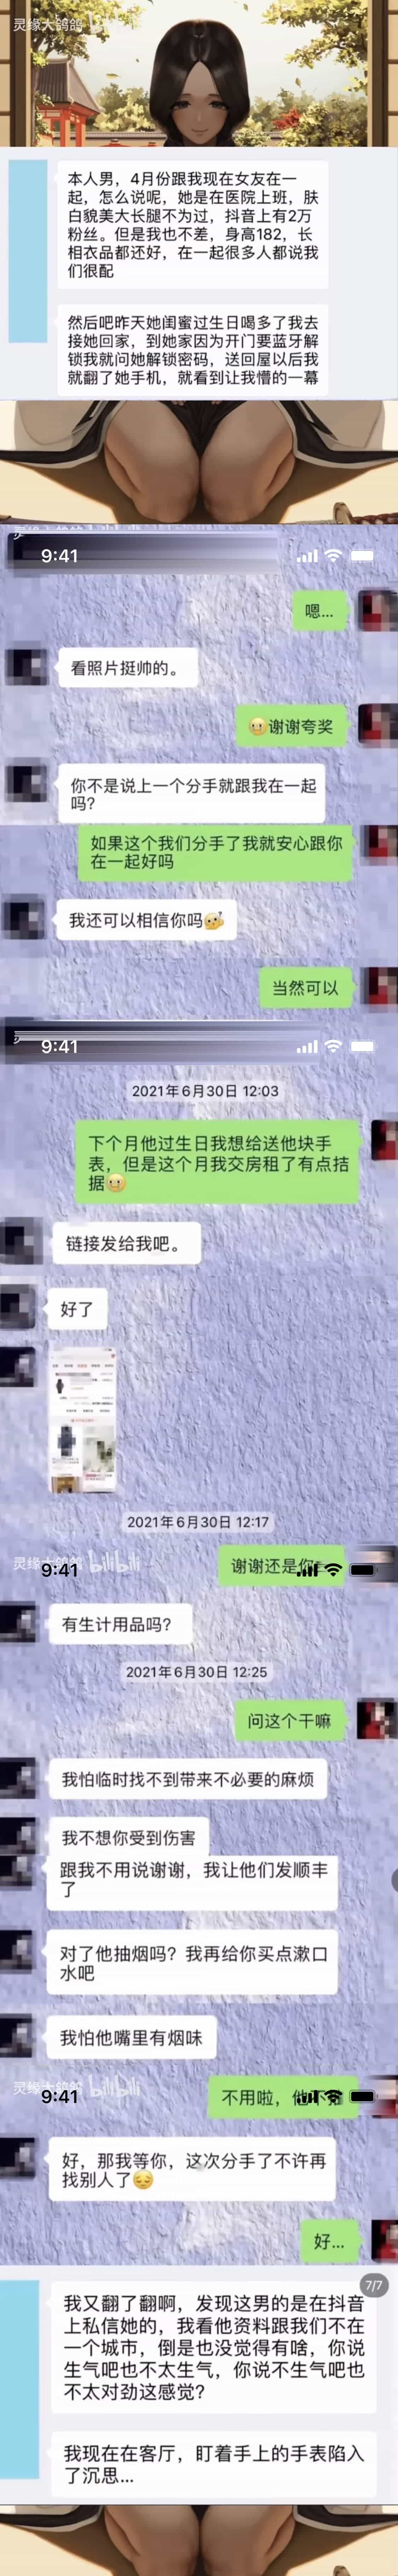 灵缘大鸽鸽 bilibili
本人男，4月份跟我现在女友在一
起，怎么说呢，她是在医院上班，肤
白貌美大长腿不为过，抖音上有2万
粉丝。但是我也不差，身高182，长
相衣品都还好，在一起很多人都说我
们很配
然后吧昨天她闺蜜过生日喝多了我去
接她回家，到她家因为开门要蓝牙解
锁我就问她解锁密码，送回屋以后我
就翻了她手机，就看到让我懵的一幕
9:41
嗯...
看照片挺帅的。
谢谢夸奖
你不是说上一个分手就跟我在一起
吗？
如果这个我们分手了我就安心跟你
在一起好吗
我还可以相信你吗
当然可以
9:41
2021年6月30日 12:03
下个月他过生日我想给送他块手
表，但是这个月我交房租了有点拮
据
链接发给我吧。
好了
2021年6月30日 12:17
灵缘 bilibili
9:41
谢谢还是你
有生计用品吗？
2021年6月30日 12:25
问这个干嘛
我怕临时找不到带来不必要的麻烦
我不想你受到伤害
跟我不用说谢谢，我让他们发顺丰
了
对了他抽烟吗？我再给你买点漱口
水吧
我怕他嘴里有烟味
bilibili
9:41
不用啦，他
好，那我等你，这次分手了不许再
找别人了
好...
7/7
我又翻了翻啊，发现这男的是在抖音
上私信她的，我看他资料跟我们不在
一个城市，倒是也没觉得有啥，你说
生气吧也不太生气，你说不生气吧也
不太对劲这感觉？
我现在在客厅，盯着手上的手表陷入
了沉思...